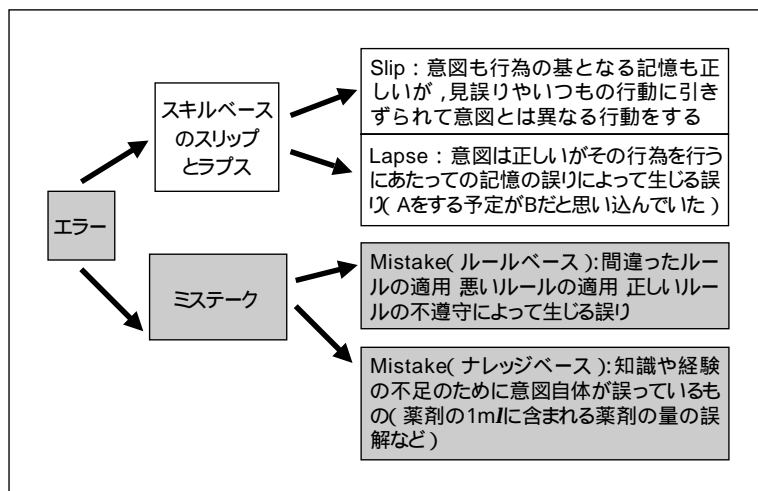 エラー
スキルベース
のスリップ
とラプス
Slip : 意図も行為の基となる記憶も正
しいが ,見誤りやいつもの行動に引き
ずられて意図とは異なる行動をする
Lapse : 意図は正しいがその行為を行う
にあたっての記憶の誤りによって生じる誤
り( Aをする予定がBだと思い込んでいた )
ミステーク
Mistake( ルールベース ):間違ったルー
ルの適用 悪いルールの適用 正しいルー
ルの不遵守によって生じる誤り
Mistake( ナレッジベース ):知識や経験
の不足のために意図自体が誤っているも
の( 薬剤の1mlに含まれる薬剤の量の誤
解など )